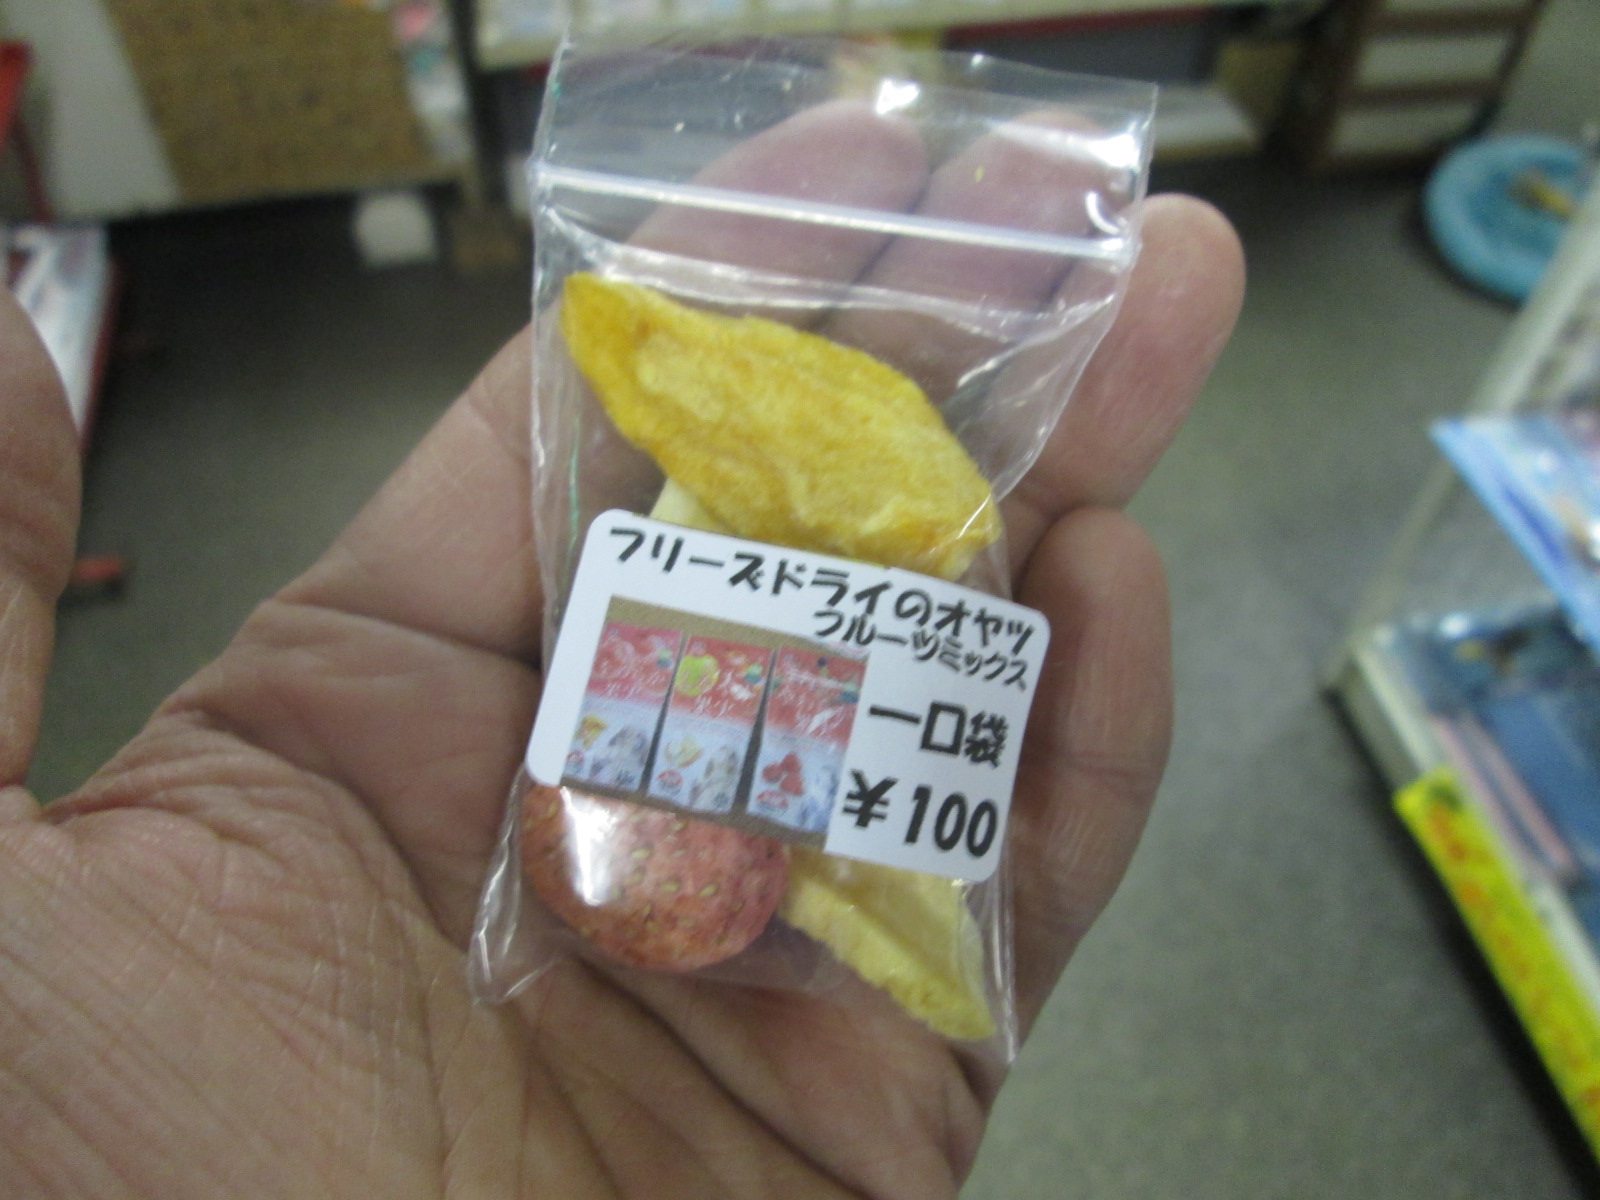 フリーズドライのオヤツ
フルーツミックス
一口袋
¥100